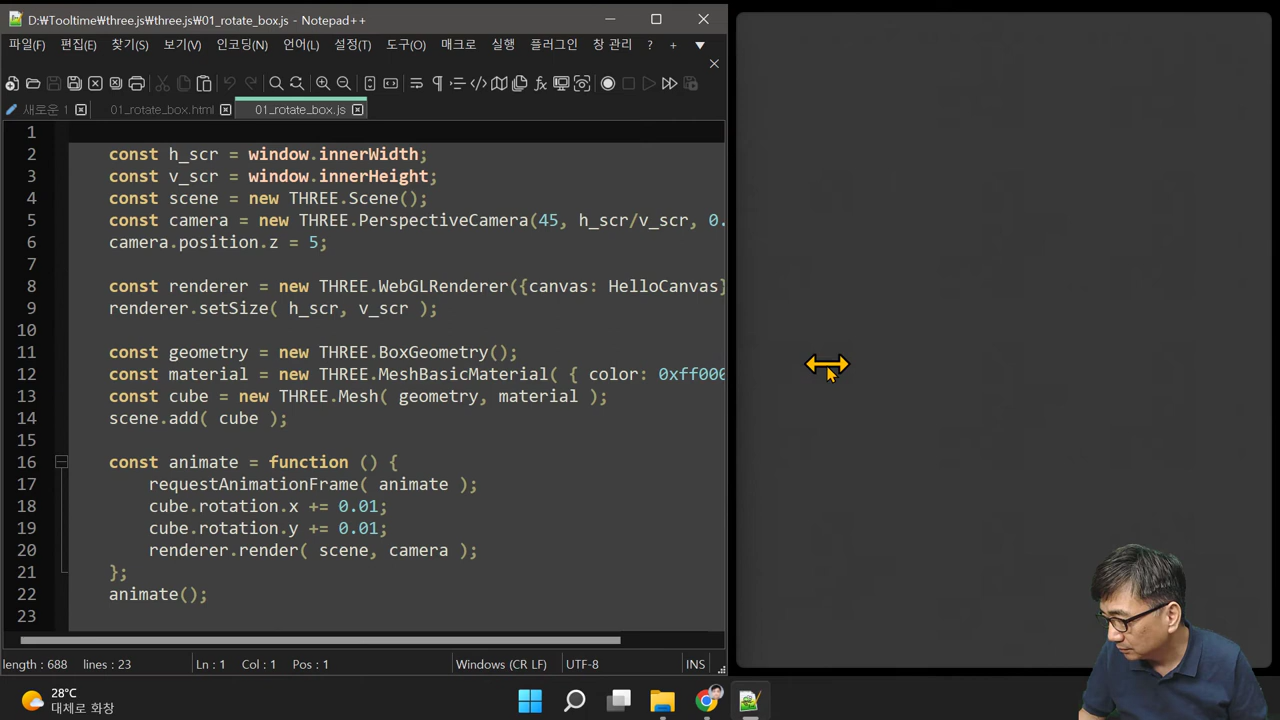 D:₩Tooltime₩three.js₩three.js₩01_rotate_box.js - Notepad++
파일(F) 편집(E) 찾기(S) 보기(V) 인코딩(N) 언어(L) 설정(T) 도구(O) 매크로 실행 플러그인 창 관리 ? + ▼
새로운 1 01_rotate_box.html 01_rotate_box.js
1
2 const h_scr = window.innerWidth;
3 const v_scr = window.innerHeight;
4 const scene = new THREE.Scene();
5 const camera = new THREE.PerspectiveCamera(45, h_scr/v_scr, 0.
6 camera.position.z = 5;
7
8 const renderer = new THREE.WebGLRenderer({canvas: HelloCanvas}
9 renderer.setSize( h_scr, v_scr );
10
11 const geometry = new THREE.BoxGeometry();
12 const material = new THREE.MeshBasicMaterial( { color: 0xff000
13 const cube = new THREE.Mesh( geometry, material );
14 scene.add( cube );
15
16 const animate = function () {
17 requestAnimationFrame( animate );
18 cube.rotation.x += 0.01;
19 cube.rotation.y += 0.01;
20 renderer.render( scene, camera );
21 };
22 animate();
23
length : 688 lines : 23 Ln : 1 Col : 1 Pos : 1 Windows (CR LF) UTF-8 INS
28°C
대체로 화창